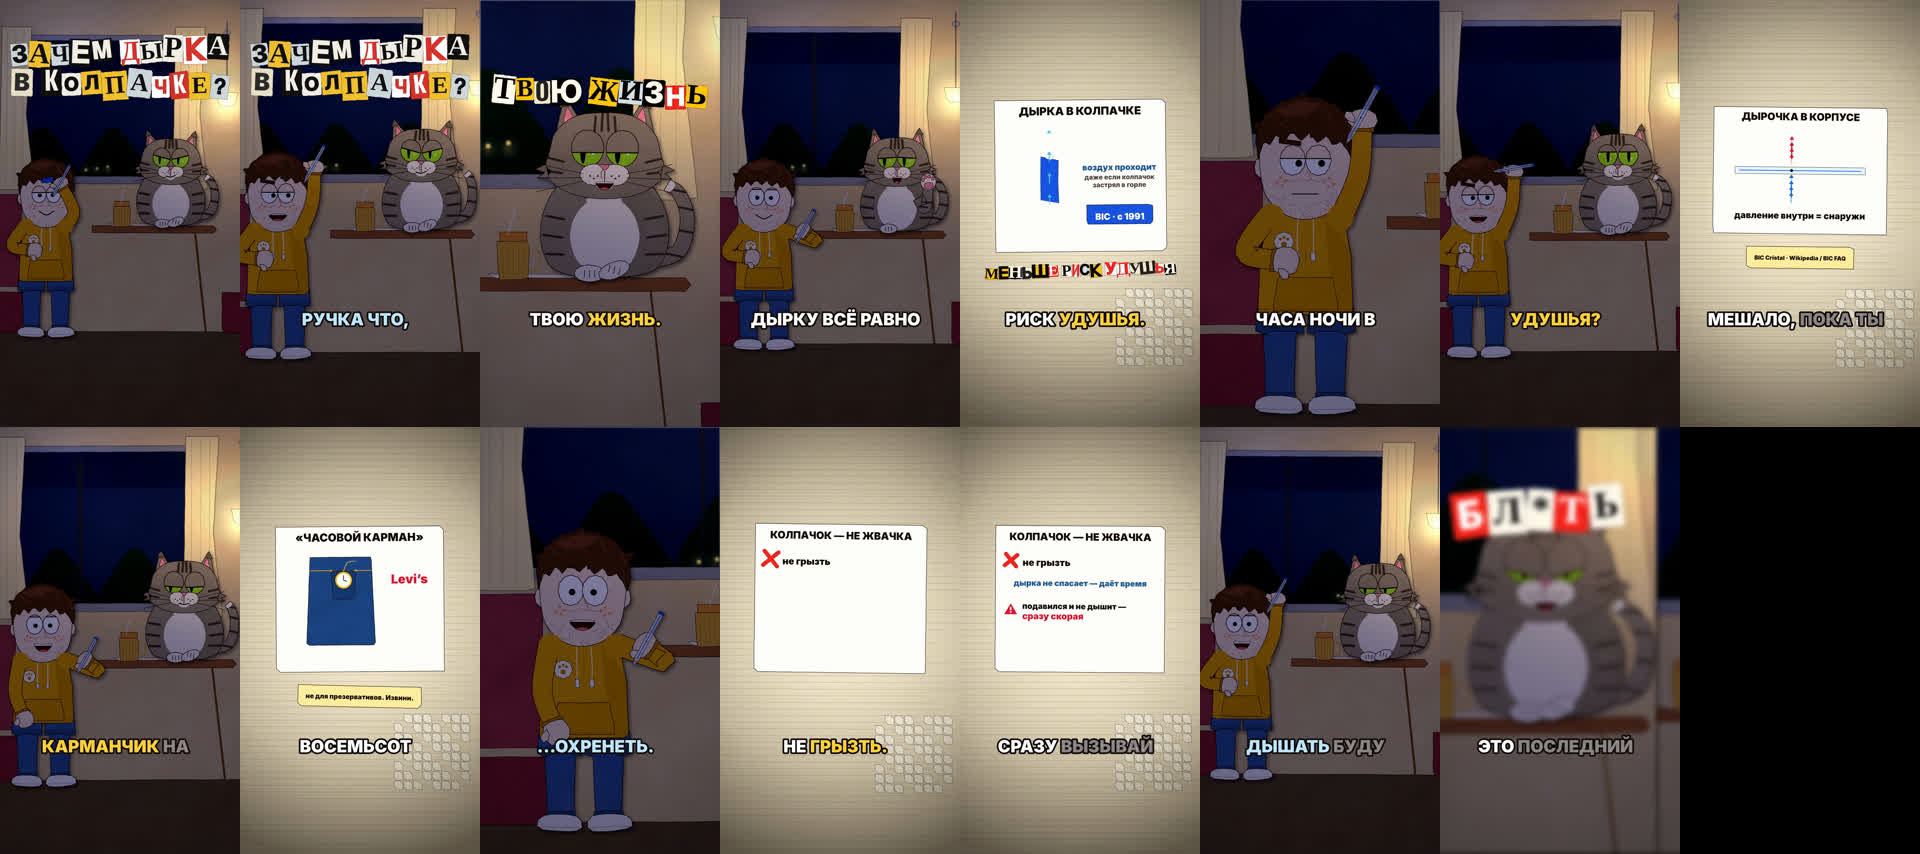 ЗАЧЕМ ДЫРКА
В КОЛПАЧКЕ?
ЗАЧЕМ ДЫРКА
В КОЛПАЧКЕ?
РУЧКА ЧТО,
ТВОЮ ЖИЗНЬ
ТВОЮ ЖИЗНЬ.
ДЫРКУ ВСЁ РАВНО
ДЫРКА В КОЛПАЧКЕ
воздух проходит
даже если колпачок
застрял в горле
BIC · с 1991
МЕНЬШЕ РИСК УДУШЬЯ
РИСК УДУШЬЯ.
ЧАСА НОЧИ В
УДУШЬЯ?
ДЫРОЧКА В КОРПУСЕ
давление внутри = снаружи
BIC Cristal · Wikipedia / BIC FAQ
МЕШАЛО, ПОКА ТЫ
КАРМАНЧИК НА
«ЧАСОВОЙ КАРМАН»
Levi's
не для презервативов. Извини.
ВОСЕМЬСОТ
...ОХРЕНЕТЬ.
КОЛПАЧОК — НЕ ЖВАЧКА
не грызть
НЕ ГРЫЗТЬ.
КОЛПАЧОК — НЕ ЖВАЧКА
не грызть
дырка не спасает — даёт время
подавился и не дышит —
сразу скорая
СРАЗУ ВЫЗЫВАЙ
ДЫШАТЬ БУДУ
БЛ*ТЬ
ЭТО ПОСЛЕДНИЙ